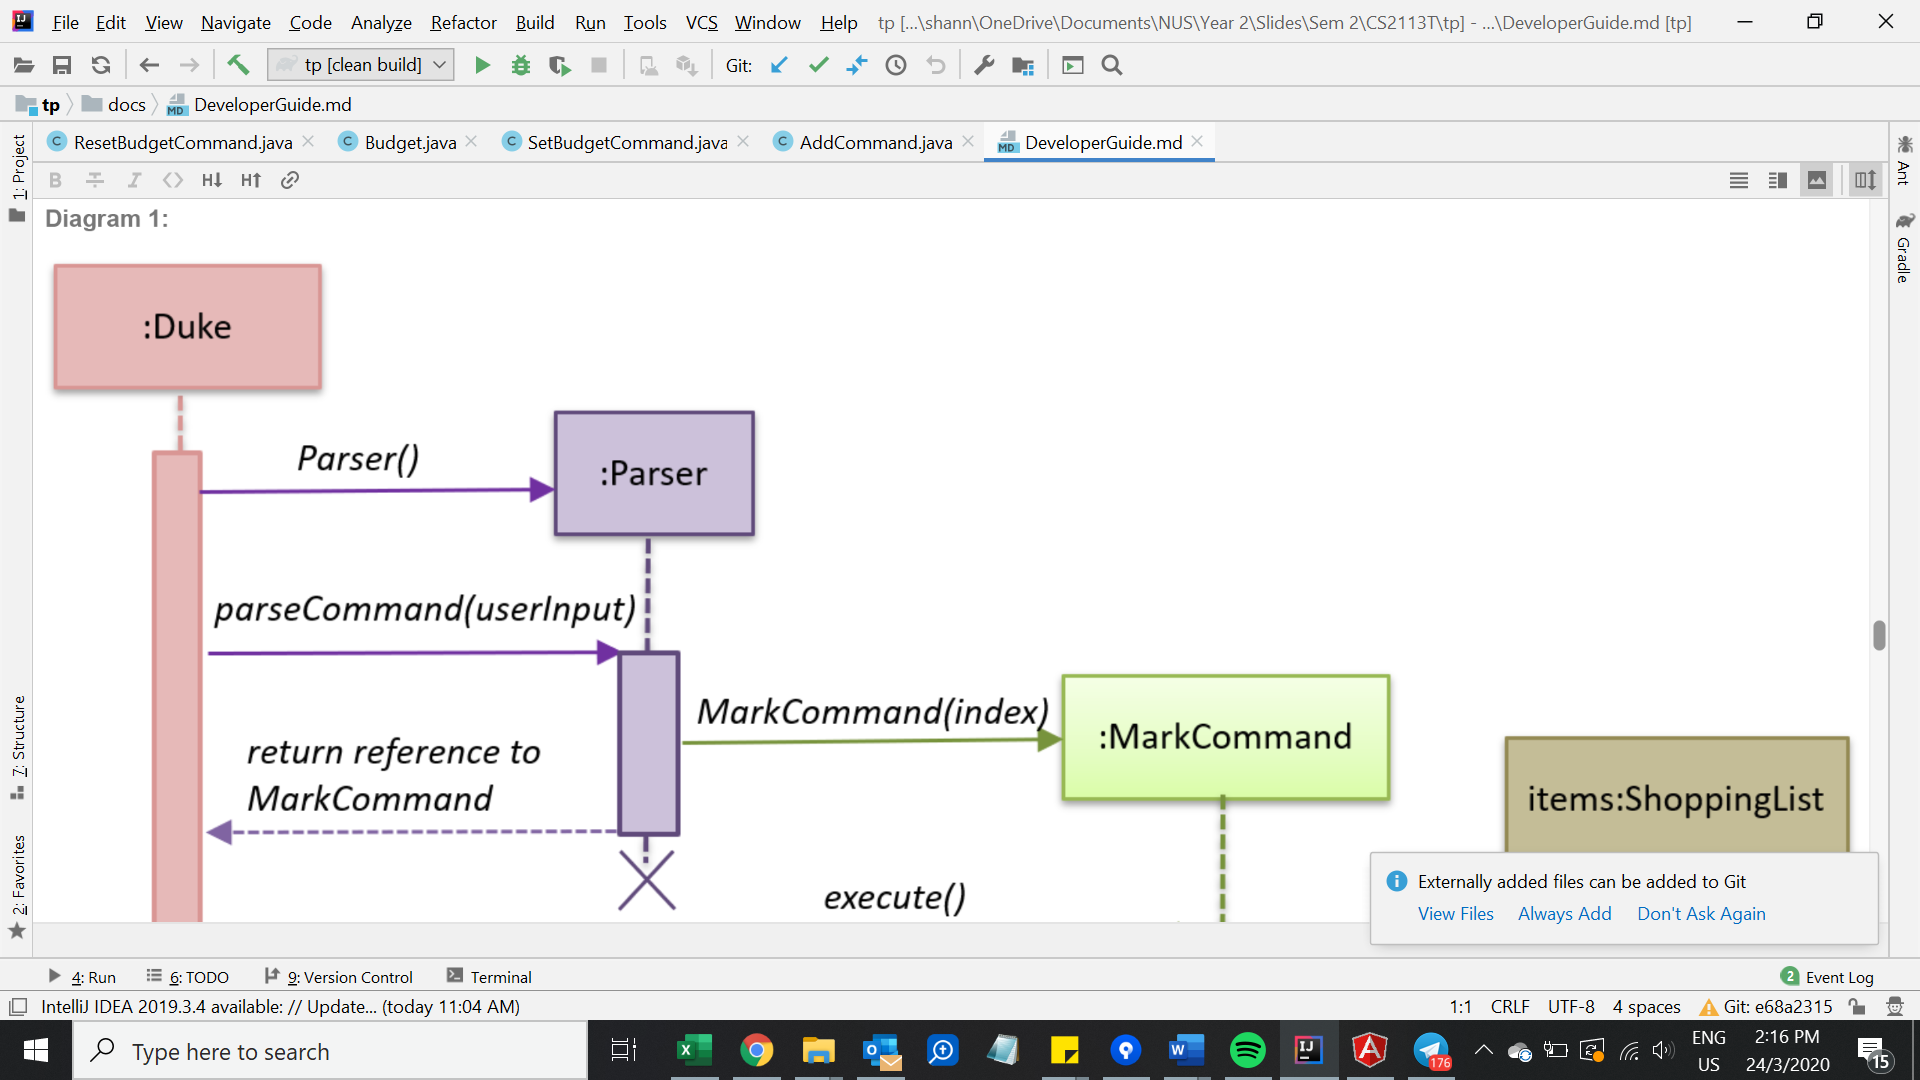 File Edit View Navigate Code Analyze Refactor Build Run Tools VCS Window Help tp [...\shann\OneDrive\Documents\NUS\Year 2\Slides\Sem 2\CS2113T\tp] - ...\DeveloperGuide.md [tp]
tp [clean build] Git:
tp docs DeveloperGuide.md
ResetBudgetCommand.java Budget.java SetBudgetCommand.java AddCommand.java DeveloperGuide.md
1: Project
7: Structure
2: Favorites
Ant
Gradle
Diagram 1:
:Duke
Parser()
:Parser
parseCommand(userInput)
MarkCommand(index)
:MarkCommand
return reference to
MarkCommand
items:ShoppingList
execute()
Externally added files can be added to Git
View Files Always Add Don't Ask Again
4: Run 6: TODO 9: Version Control Terminal 2 Event Log
IntelliJ IDEA 2019.3.4 available: // Update... (today 11:04 AM) 1:1 CRLF UTF-8 4 spaces Git: e68a2315
Type here to search
176
ENG
US
2:16 PM
24/3/2020
15